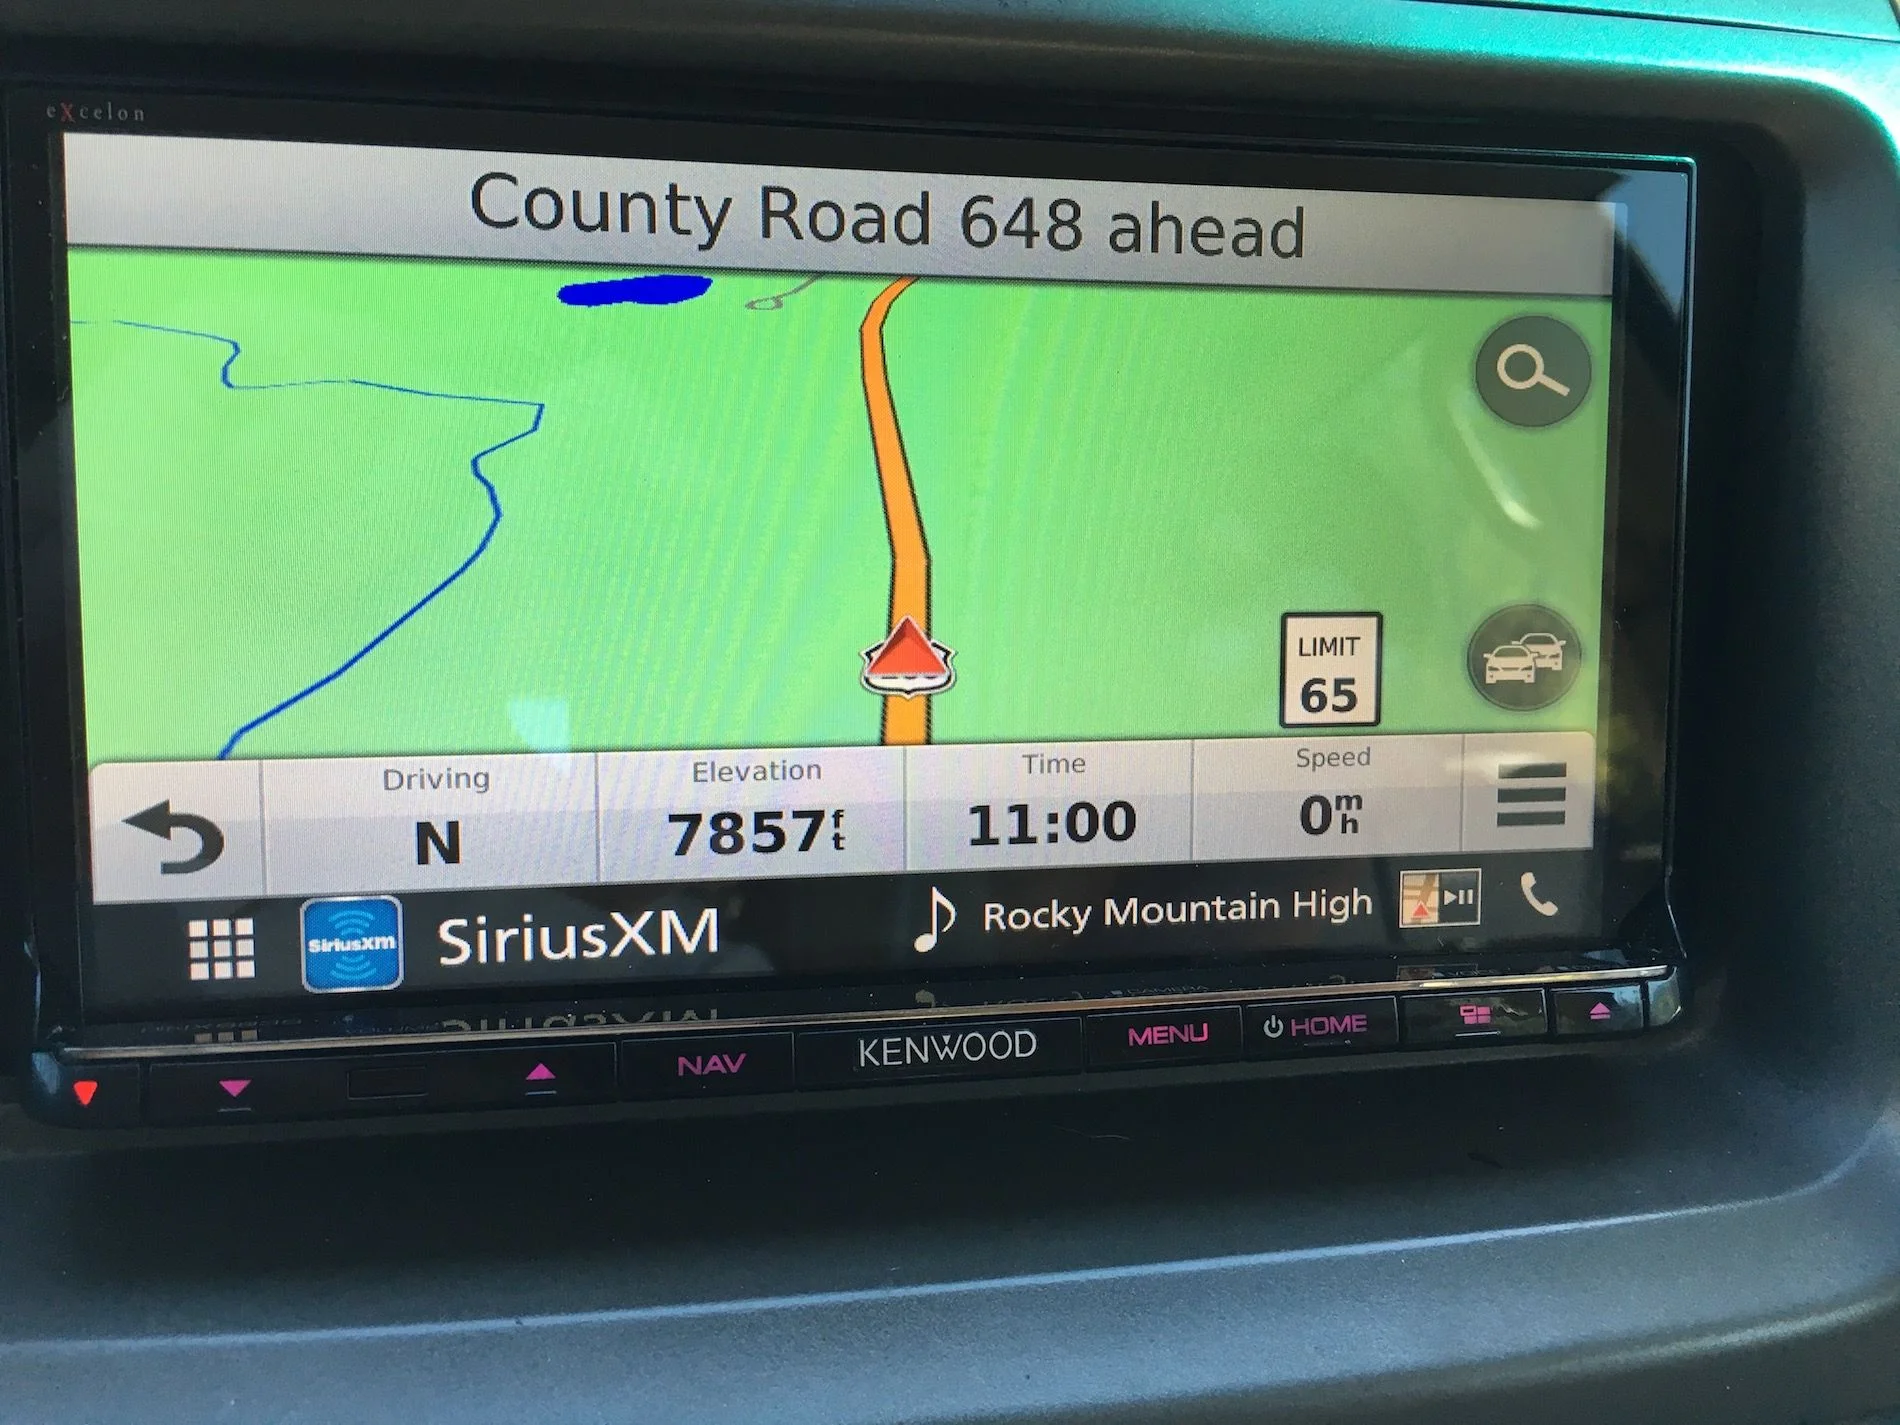 eXcelon
County Road 648 ahead
LIMIT
65
Driving
N
Elevation
7857ft
Time
11:00
Speed
0mh
SiriusXM
SiriusXM
Rocky Mountain High
NAV
KENWOOD
MENU
HOME